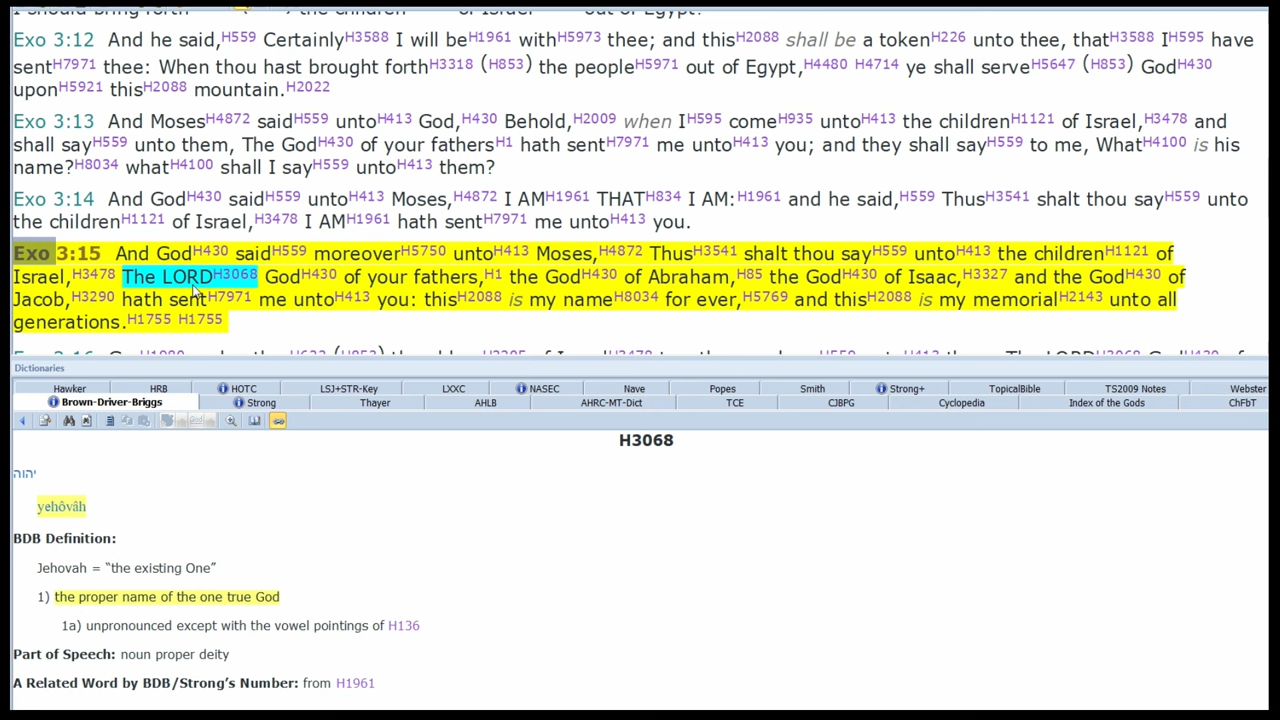 I should bring forth ( ) the children of Israel out of Egypt?
Exo 3:12 And he said,H559 CertainlyH3588 I will beH1961 withH5973 thee; and thisH2088 shall be a tokenH226 unto thee, thatH3588 IH595 have
sentH7971 thee: When thou hast brought forthH3318 (H853) the peopleH5971 out of Egypt,H4480 H4714 ye shall serveH5647 (H853) GodH430
uponH5921 thisH2088 mountain.H2022
Exo 3:13 And MosesH4872 saidH559 untoH413 God,H430 Behold,H2009 when IH595 comeH935 untoH413 the childrenH1121 of Israel,H3478 and
shall sayH559 unto them, The GodH430 of your fathersH1 hath sentH7971 me untoH413 you; and they shall sayH559 to me, WhatH4100 is his
name?H8034 whatH4100 shall I sayH559 untoH413 them?
Exo 3:14 And GodH430 saidH559 untoH413 Moses,H4872 I AMH1961 THATH834 I AM:H1961 and he said,H559 ThusH3541 shalt thou sayH559 unto
the childrenH1121 of Israel,H3478 I AMH1961 hath sentH7971 me untoH413 you.
Exo 3:15 And GodH430 saidH559 moreoverH5750 untoH413 Moses,H4872 ThusH3541 shalt thou sayH559 untoH413 the childrenH1121 of
Israel,H3478 The LORDH3068 GodH430 of your fathers,H1 the GodH430 of Abraham,H85 the GodH430 of Isaac,H3327 and the GodH430 of
Jacob,H3290 hath sentH7971 me untoH413 you: thisH2088 is my nameH8034 for ever,H5769 and thisH2088 is my memorialH2143 unto all
generations.H1755 H1755
Dictionaries
Hawker HRB HOTC LSJ+STR-Key LXXC NASEC Nave Popes Smith Strong+ TopicalBible TS2009 Notes Webster
Brown-Driver-Briggs Strong Thayer AHLB AHRC-MT-Dict TCE CJBPG Cyclopedia Index of the Gods ChFbT
H3068
יהוה
yehôvâh
BDB Definition:
Jehovah = “the existing One”
1) the proper name of the one true God
1a) unpronounced except with the vowel pointings of H136
Part of Speech: noun proper deity
A Related Word by BDB/Strong’s Number: from H1961